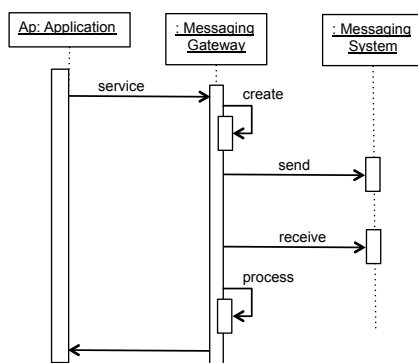 Ap: Application
: Messaging
Gateway
: Messaging
System
service
create
send
receive
process